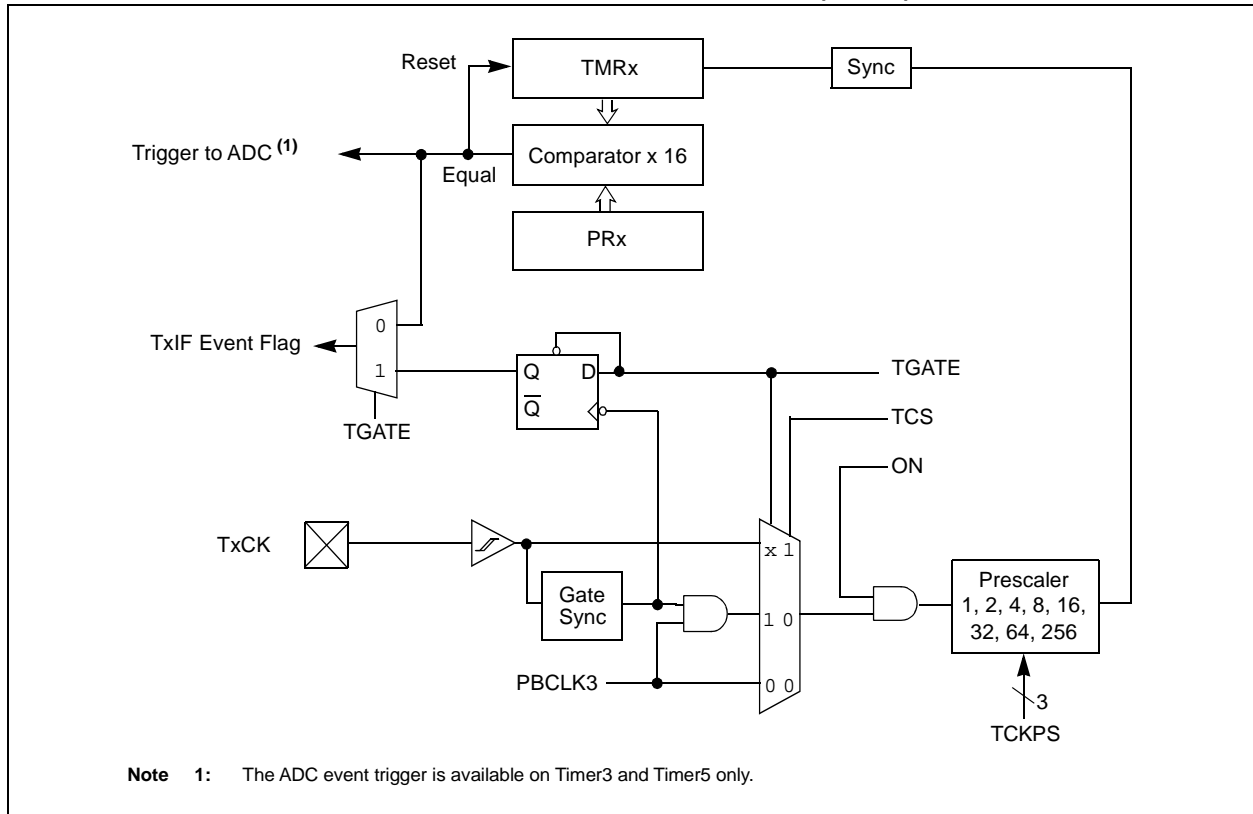 Reset
TMRx
Sync
Trigger to ADC (1)
Equal
Comparator x 16
PRx
0
TxIF Event Flag
1
TGATE
Q
D
Q
TGATE
TCS
ON
TxCK
x 1
Gate
Sync
1 0
Prescaler
1, 2, 4, 8, 16,
32, 64, 256
PBCLK3
0 0
3
TCKPS
Note 1: The ADC event trigger is available on Timer3 and Timer5 only.